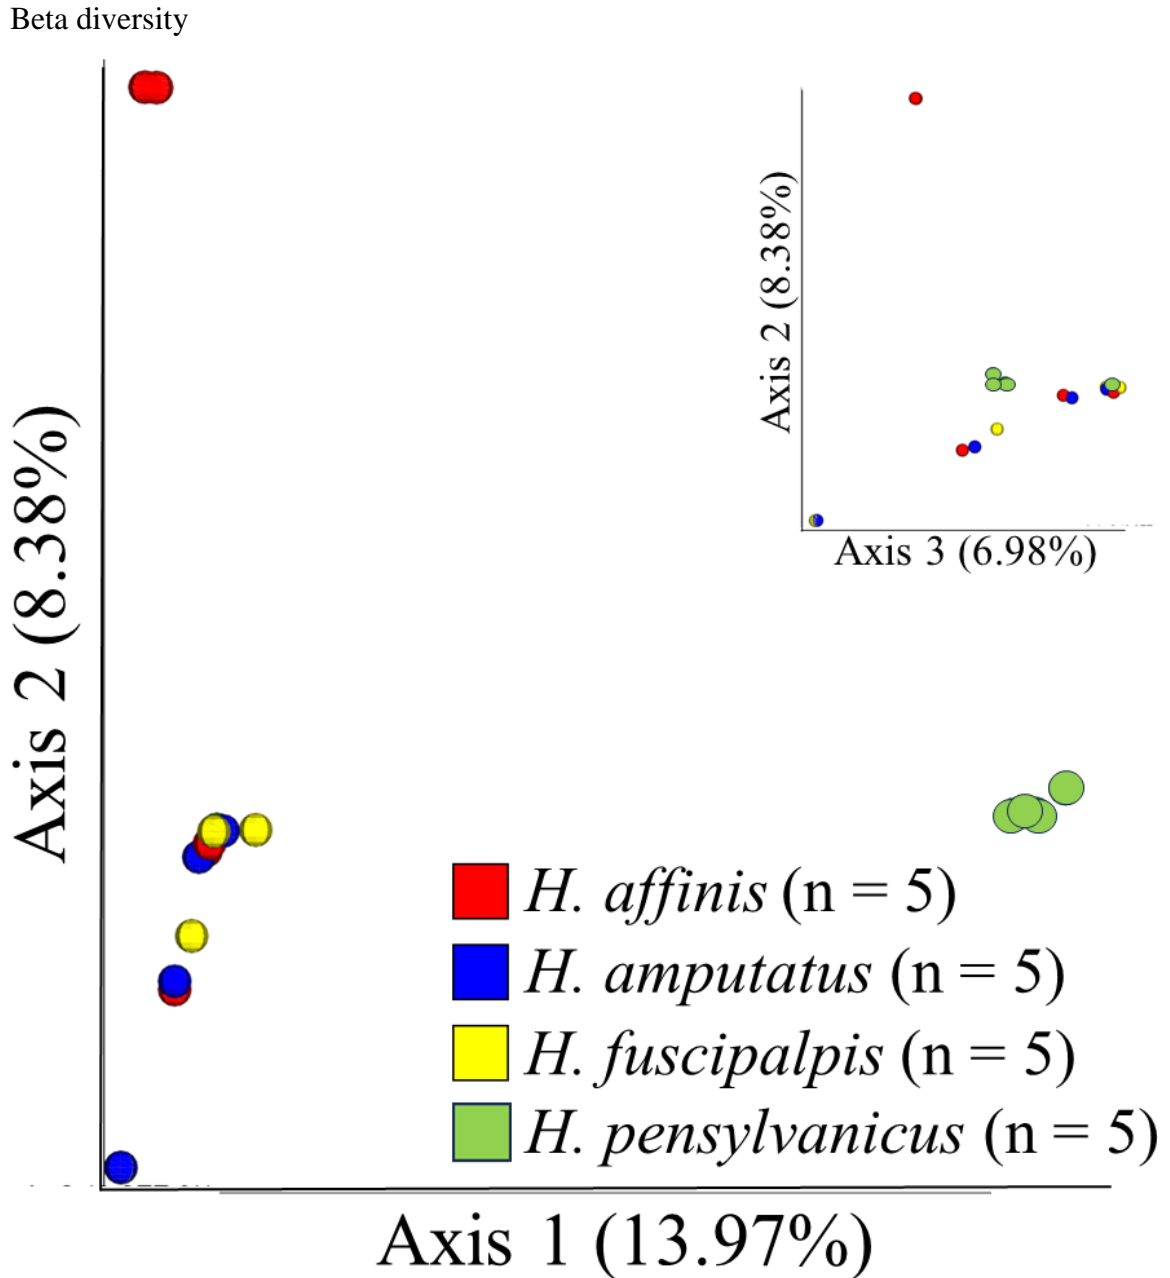 Beta diversity
Axis 2 (8.38%)
Axis 2 (8.38%)
Axis 3 (6.98%)
H. affinis (n = 5)
H. amputatus (n = 5)
H. fuscipalpis (n = 5)
H. pensylvanicus (n = 5)
Axis 1 (13.97%)